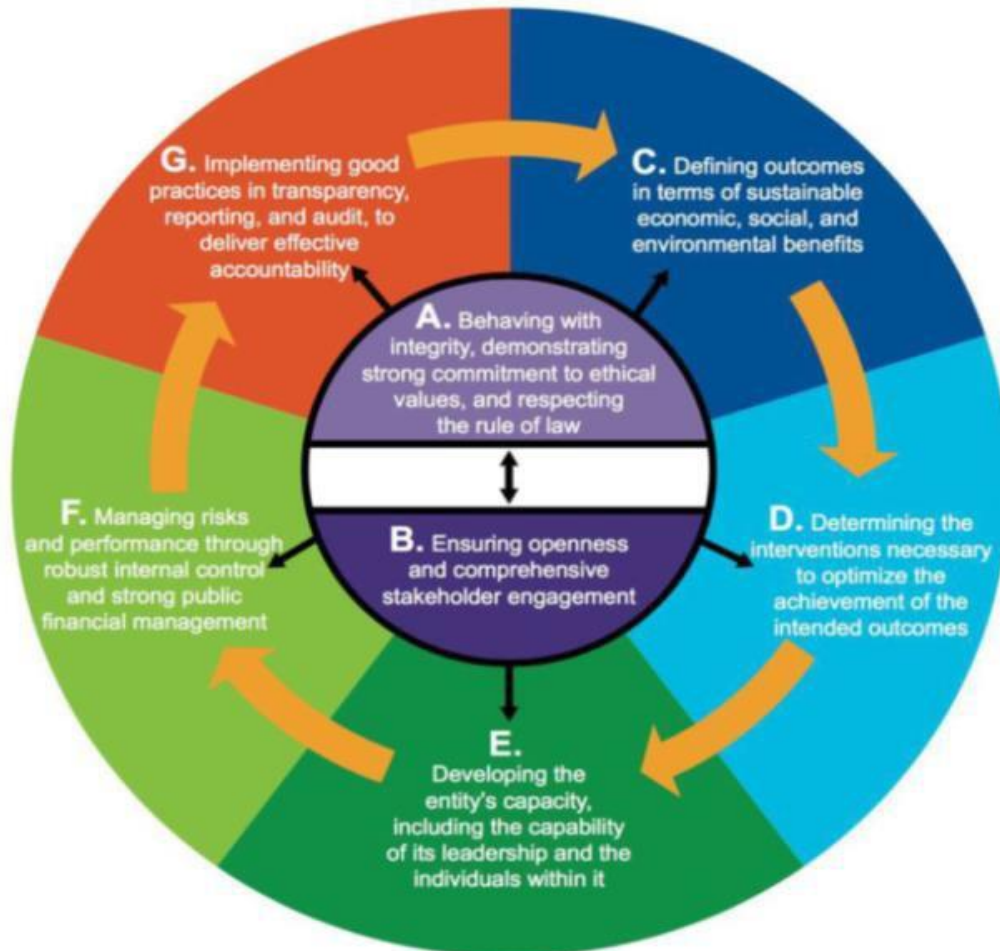 G. Implementing good
practices in transparency,
reporting, and audit, to
deliver effective
accountability
C. Defining outcomes
in terms of sustainable
economic, social, and
environmental benefits
A. Behaving with
integrity, demonstrating
strong commitment to ethical
values, and respecting
the rule of law
B. Ensuring openness
and comprehensive
stakeholder engagement
D. Determining the
interventions necessary
to optimize the
achievement of the
intended outcomes
E.
Developing the
entity's capacity,
including the capability
of its leadership and the
individuals within it
F. Managing risks
and performance through
robust internal control
and strong public
financial management